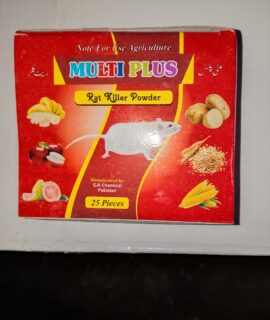 Note For Use Agriculture
MULTI PLUS
Rat Killer Powder
Manufactured by:
G.S Chemical
Pakistan
25 Pieces